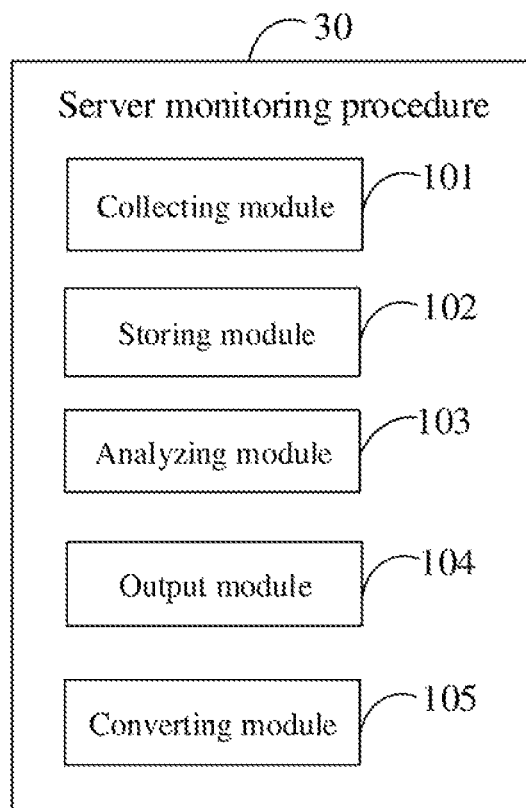 30
Server monitoring procedure
Collecting module
101
Storing module
102
Analyzing module
103
Output module
104
Converting module
105